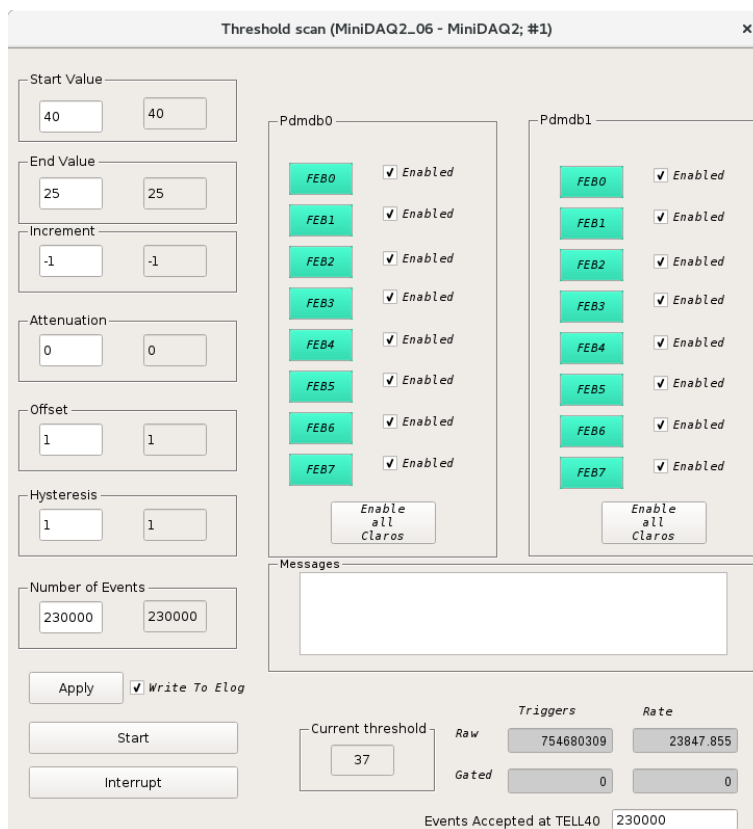 Threshold scan (MiniDAQ2_06 - MiniDAQ2; #1) ×
Start Value
40 40
End Value
25 25
Increment
-1 -1
Attenuation
0 0
Offset
1 1
Hysteresis
1 1
Number of Events
230000 230000
Apply Write To Elog
Start
Interrupt
Pdmdb0
FEB0 Enabled
FEB1 Enabled
FEB2 Enabled
FEB3 Enabled
FEB4 Enabled
FEB5 Enabled
FEB6 Enabled
FEB7 Enabled
Enable
all
Claros
Pdmdb1
FEB0 Enabled
FEB1 Enabled
FEB2 Enabled
FEB3 Enabled
FEB4 Enabled
FEB5 Enabled
FEB6 Enabled
FEB7 Enabled
Enable
all
Claros
Messages
Current threshold
37
Triggers Rate
Raw 754680309 23847.855
Gated 0 0
Events Accepted at TELL40 230000